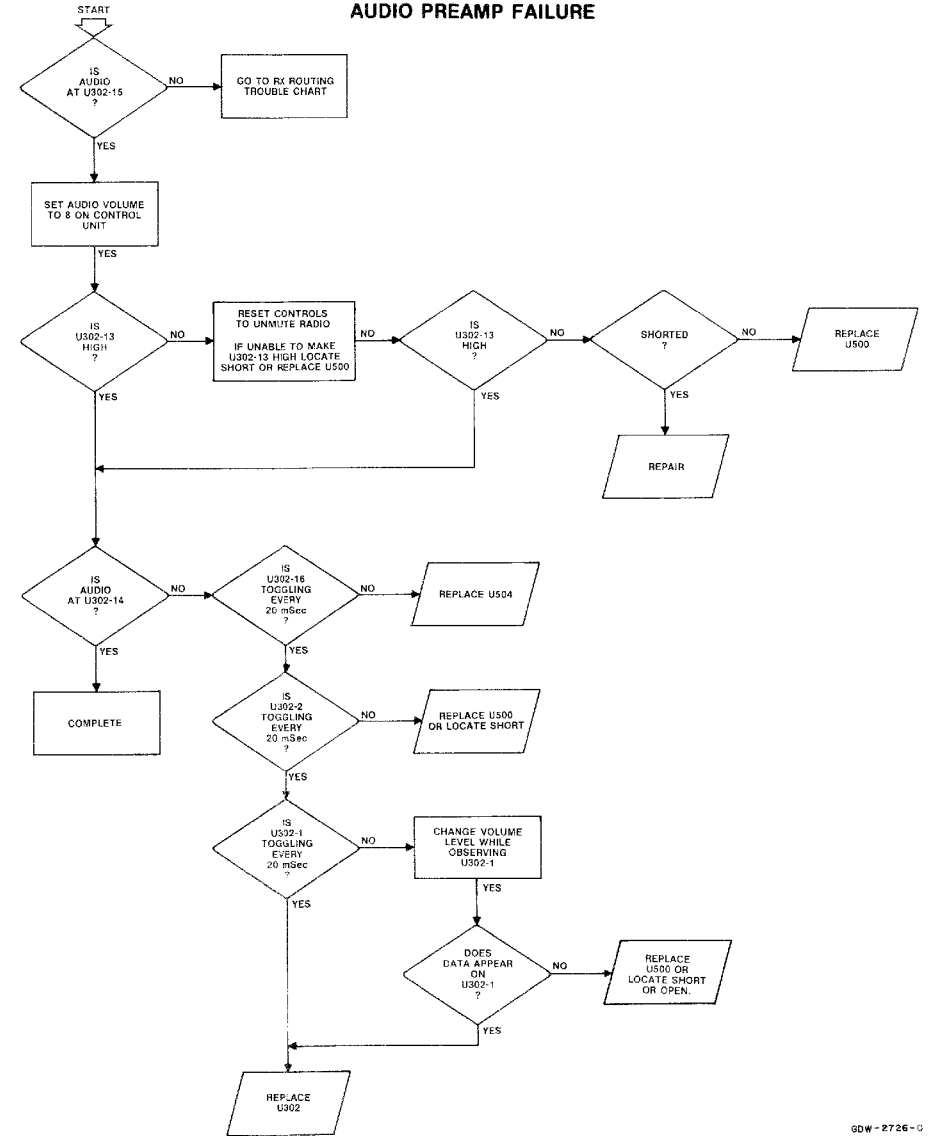 AUDIO PREAMP FAILURE
START
IS
AUDIO
AT U302-15
?
NO
GO TO RX ROUTING
TROUBLE CHART
YES
SET AUDIO VOLUME
TO 8 ON CONTROL
UNIT
YES
IS
U302-13
HIGH
?
NO
RESET CONTROLS
TO UNMUTE RADIO
IF UNABLE TO MAKE
U302-13 HIGH LOCATE
SHORT OR REPLACE U500
NO
IS
U302-13
HIGH
?
NO
SHORTED
?
NO
REPLACE
U500
YES
YES
YES
REPAIR
IS
AUDIO
AT U302-14
?
NO
IS
U302-16
TOGGLING
EVERY
20 mSec
?
NO
REPLACE U504
YES
YES
COMPLETE
IS
U302-2
TOGGLING
EVERY
20 mSec
?
NO
REPLACE U500
OR LOCATE SHORT
YES
IS
U302-1
TOGGLING
EVERY
20 mSec
?
NO
CHANGE VOLUME
LEVEL WHILE
OBSERVING
U302-1
YES
YES
DOES
DATA APPEAR
ON
U302-1
?
NO
REPLACE
U500 OR
LOCATE SHORT
OR OPEN.
YES
REPLACE
U302